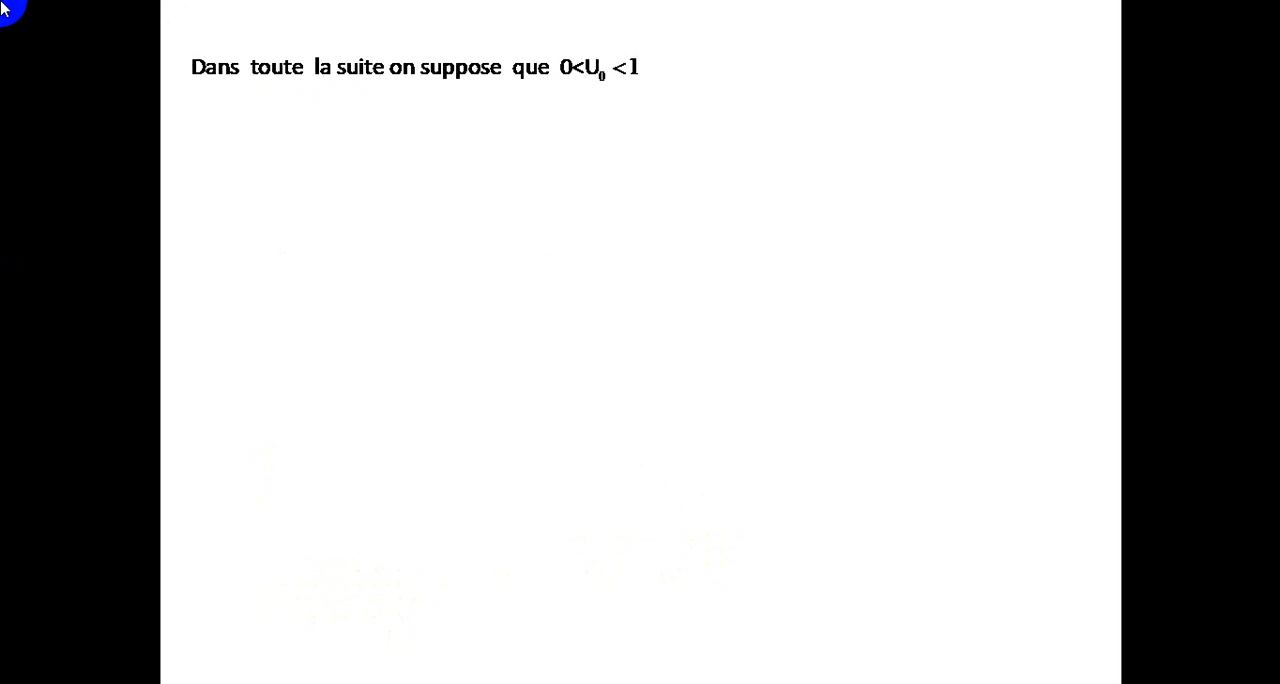 Dans toute la suite on suppose que 0<U₀ <1